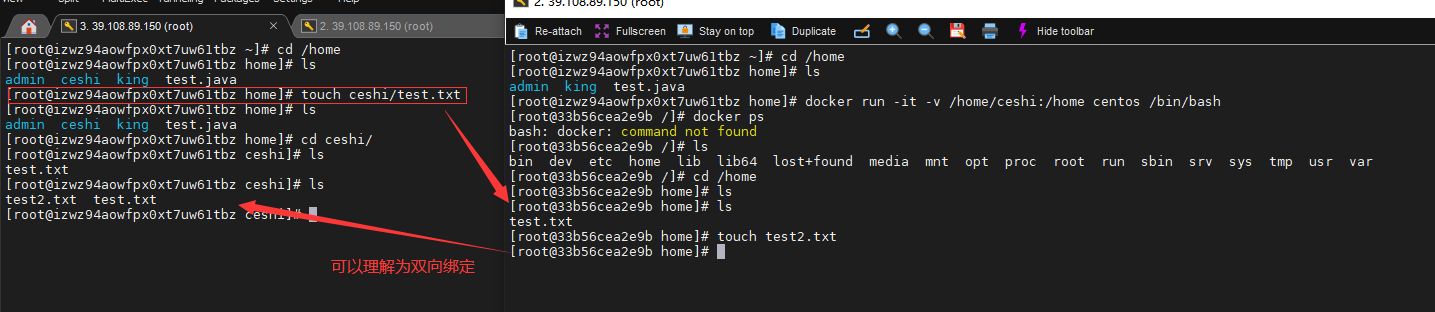 View Split MultiExec Tunneling Packages Settings Help
3. 39.108.89.150 (root)
2. 39.108.89.150 (root)
[root@izwz94aowfpx0xt7uw61tbz ~]# cd /home
[root@izwz94aowfpx0xt7uw61tbz home]# ls
admin ceshi king test.java
[root@izwz94aowfpx0xt7uw61tbz home]# touch ceshi/test.txt
[root@izwz94aowfpx0xt7uw61tbz home]# ls
admin ceshi king test.java
[root@izwz94aowfpx0xt7uw61tbz home]# cd ceshi/
[root@izwz94aowfpx0xt7uw61tbz ceshi]# ls
test.txt
[root@izwz94aowfpx0xt7uw61tbz ceshi]# ls
test2.txt test.txt
[root@izwz94aowfpx0xt7uw61tbz ceshi]#
可以理解为双向绑定
2. 39.108.89.150 (root)
Re-attach Fullscreen Stay on top Duplicate Hide toolbar
[root@izwz94aowfpx0xt7uw61tbz ~]# cd /home
[root@izwz94aowfpx0xt7uw61tbz home]# ls
admin king test.java
[root@izwz94aowfpx0xt7uw61tbz home]# docker run -it -v /home/ceshi:/home centos /bin/bash
[root@33b56cea2e9b /]# docker ps
bash: docker: command not found
[root@33b56cea2e9b /]# ls
bin dev etc home lib lib64 lost+found media mnt opt proc root run sbin srv sys tmp usr var
[root@33b56cea2e9b /]# cd /home
[root@33b56cea2e9b home]# ls
[root@33b56cea2e9b home]# ls
test.txt
[root@33b56cea2e9b home]# touch test2.txt
[root@33b56cea2e9b home]#